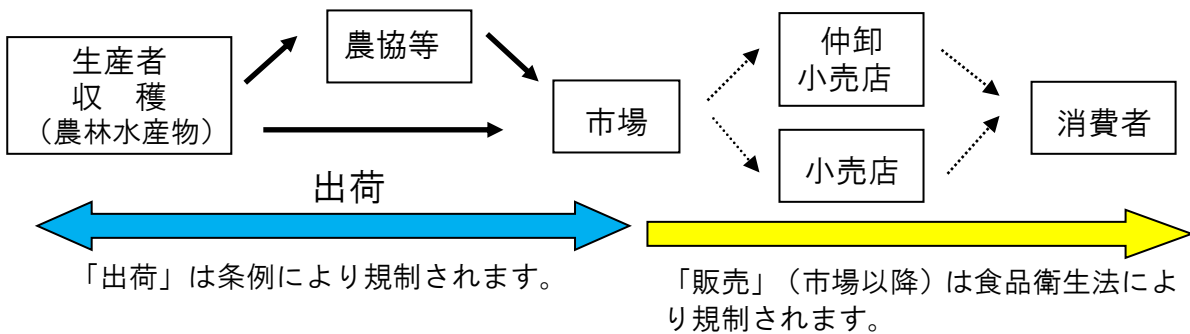 生産者
収　穫
（農林水産物）
農協等
市場
仲卸
小売店
小売店
消費者
出荷
「出荷」は条例により規制されます。
「販売」（市場以降）は食品衛生法によ
り規制されます。